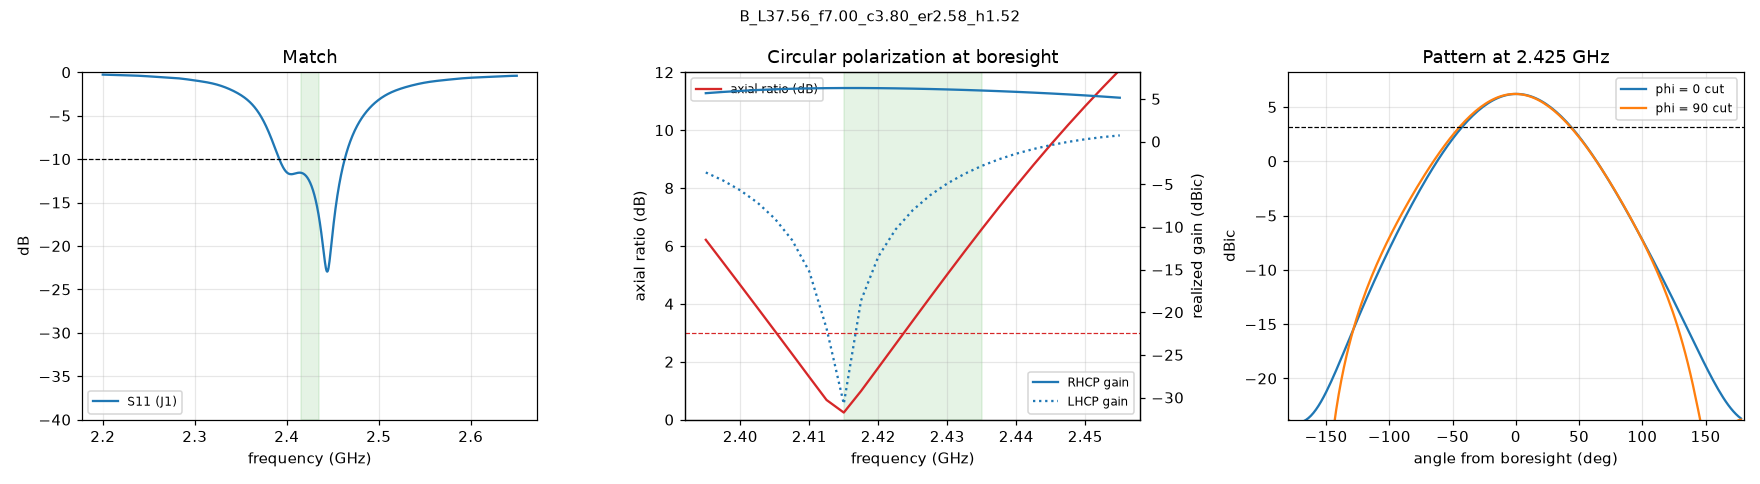 B_L37.56_f7.00_c3.80_er2.58_h1.52
Match
0
−5
−10
−15
−20
−25
−30
−35
−40
dB
2.2
2.3
2.4
2.5
2.6
frequency (GHz)
S11 (J1)
Circular polarization at boresight
12
10
8
6
4
2
0
axial ratio (dB)
2.40
2.41
2.42
2.43
2.44
2.45
frequency (GHz)
axial ratio (dB)
5
0
−5
−10
−15
−20
−25
−30
realized gain (dBic)
RHCP gain
LHCP gain
Pattern at 2.425 GHz
5
0
−5
−10
−15
−20
dBic
−150
−100
−50
0
50
100
150
angle from boresight (deg)
phi = 0 cut
phi = 90 cut